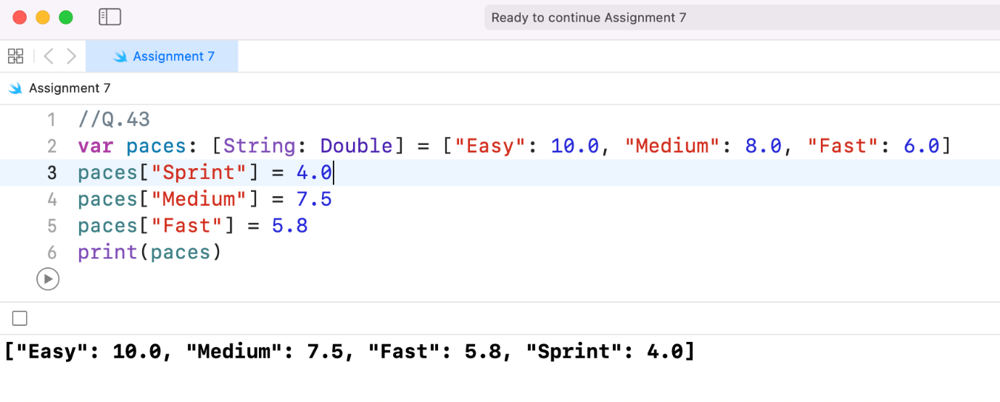 Ready to continue Assignment 7
Assignment 7
Assignment 7
1 //Q.43
2 var paces: [String: Double] = ["Easy": 10.0, "Medium": 8.0, "Fast": 6.0]
3 paces["Sprint"] = 4.0
4 paces["Medium"] = 7.5
5 paces["Fast"] = 5.8
6 print(paces)
["Easy": 10.0, "Medium": 7.5, "Fast": 5.8, "Sprint": 4.0]